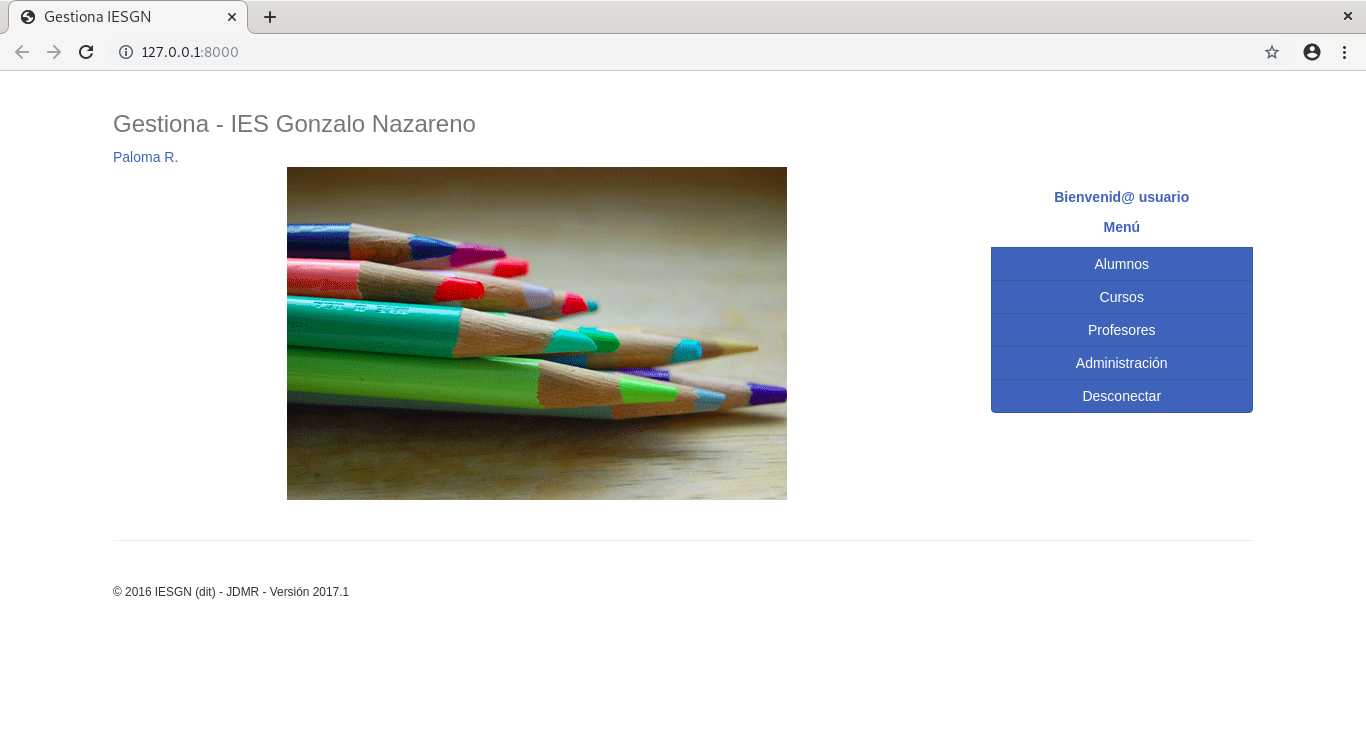 Gestiona IESGN
127.0.0.1:8000
Gestiona - IES Gonzalo Nazareno
Paloma R.
Bienvenid@ usuario
Menú
Alumnos
Cursos
Profesores
Administración
Desconectar
© 2016 IESGN (dit) - JDMR - Versión 2017.1